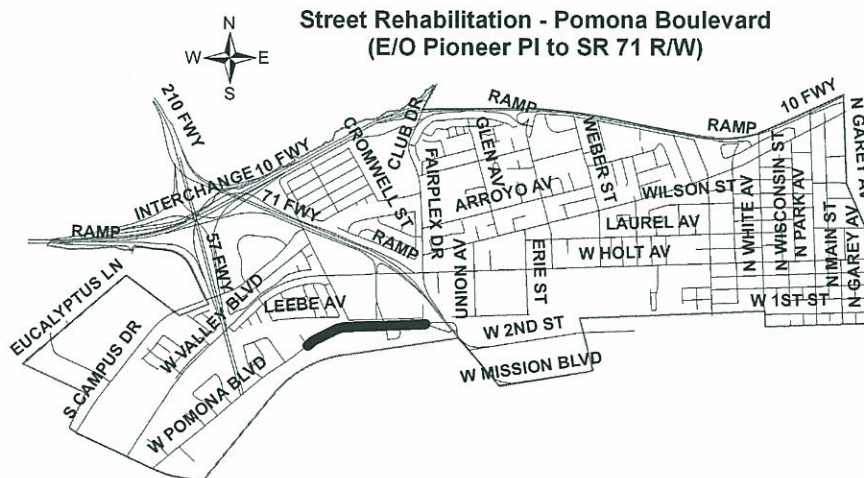 Street Rehabilitation - Pomona Boulevard
(E/O Pioneer Pl to SR 71 R/W)
N
W
E
S
210 FWY
RAMP
10 FWY
N GAREY AV
CLUB DR
CROMWELL ST
FAIRPLEX DR
GLEN AV
WEBER ST
RAMP
INTERCHANGE
10 FWY
ARROYO AV
WILSON ST
N WHITE AV
N WISCONSIN ST
N PARK AV
N MAIN ST
N GAREY AV
71 FWY
RAMP
57 FWY
RAMP
UNION AV
ERIE ST
LAUREL AV
W HOLT AV
EUCALYPTUS LN
W VALLEY BLVD
LEEBE AV
W 1ST ST
S CAMPUS DR
W 2ND ST
W POMONA BLVD
W MISSION BLVD